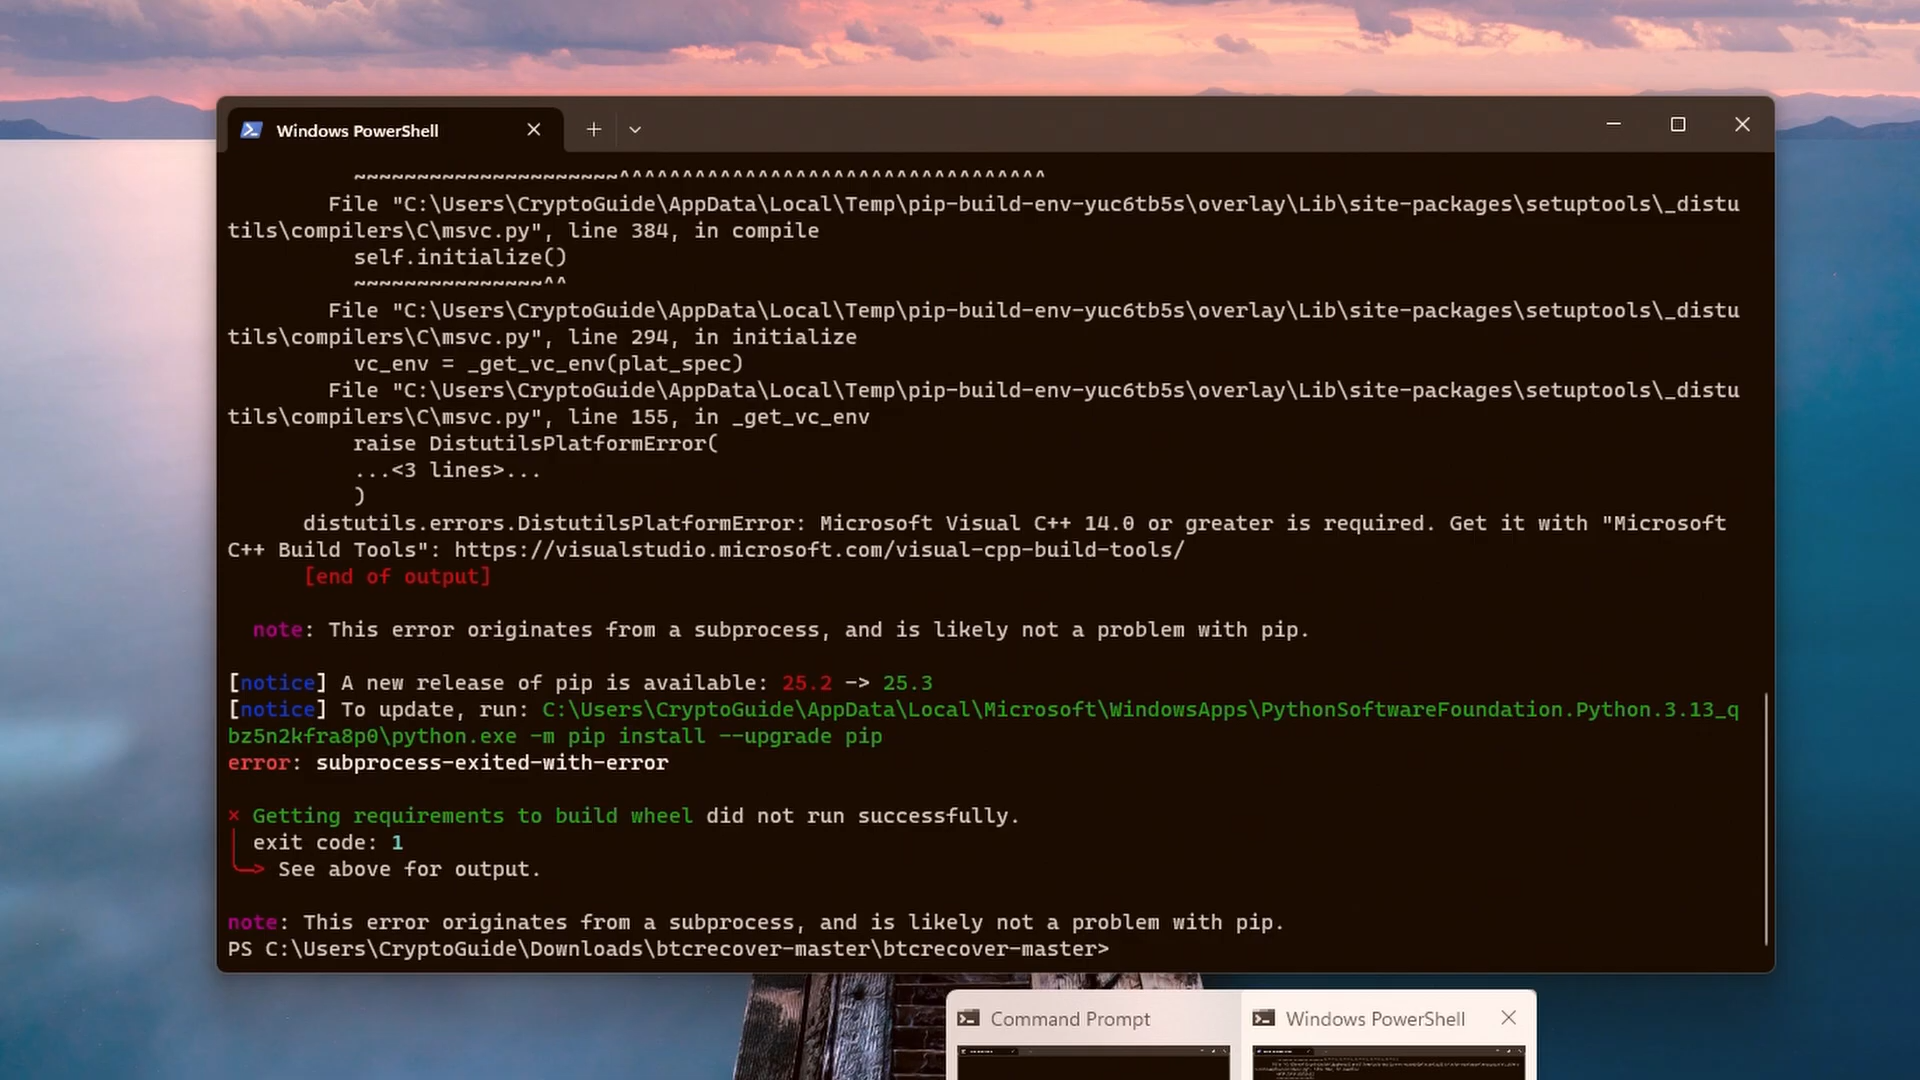 Windows PowerShell
~~~~~~~~~~~~~~~~~~~~~^^^^^^^^^^^^^^^^^^^^^^^^^^^^^^^^^^
File "C:\Users\CryptoGuide\AppData\Local\Temp\pip-build-env-yuc6tb5s\overlay\Lib\site-packages\setuptools\_distu
tils\compilers\C\msvc.py", line 384, in compile
self.initialize()
~~~~~~~~~~~~~~~^^
File "C:\Users\CryptoGuide\AppData\Local\Temp\pip-build-env-yuc6tb5s\overlay\Lib\site-packages\setuptools\_distu
tils\compilers\C\msvc.py", line 294, in initialize
vc_env = _get_vc_env(plat_spec)
File "C:\Users\CryptoGuide\AppData\Local\Temp\pip-build-env-yuc6tb5s\overlay\Lib\site-packages\setuptools\_distu
tils\compilers\C\msvc.py", line 155, in _get_vc_env
raise DistutilsPlatformError(
...<3 lines>...
)
distutils.errors.DistutilsPlatformError: Microsoft Visual C++ 14.0 or greater is required. Get it with "Microsoft
C++ Build Tools": https://visualstudio.microsoft.com/visual-cpp-build-tools/
[end of output]
note: This error originates from a subprocess, and is likely not a problem with pip.
[notice] A new release of pip is available: 25.2 -> 25.3
[notice] To update, run: C:\Users\CryptoGuide\AppData\Local\Microsoft\WindowsApps\PythonSoftwareFoundation.Python.3.13_q
bz5n2kfra8p0\python.exe -m pip install --upgrade pip
error: subprocess-exited-with-error
× Getting requirements to build wheel did not run successfully.
│ exit code: 1
╰─> See above for output.
note: This error originates from a subprocess, and is likely not a problem with pip.
PS C:\Users\CryptoGuide\Downloads\btcrecover-master\btcrecover-master>
Command Prompt
Windows PowerShell